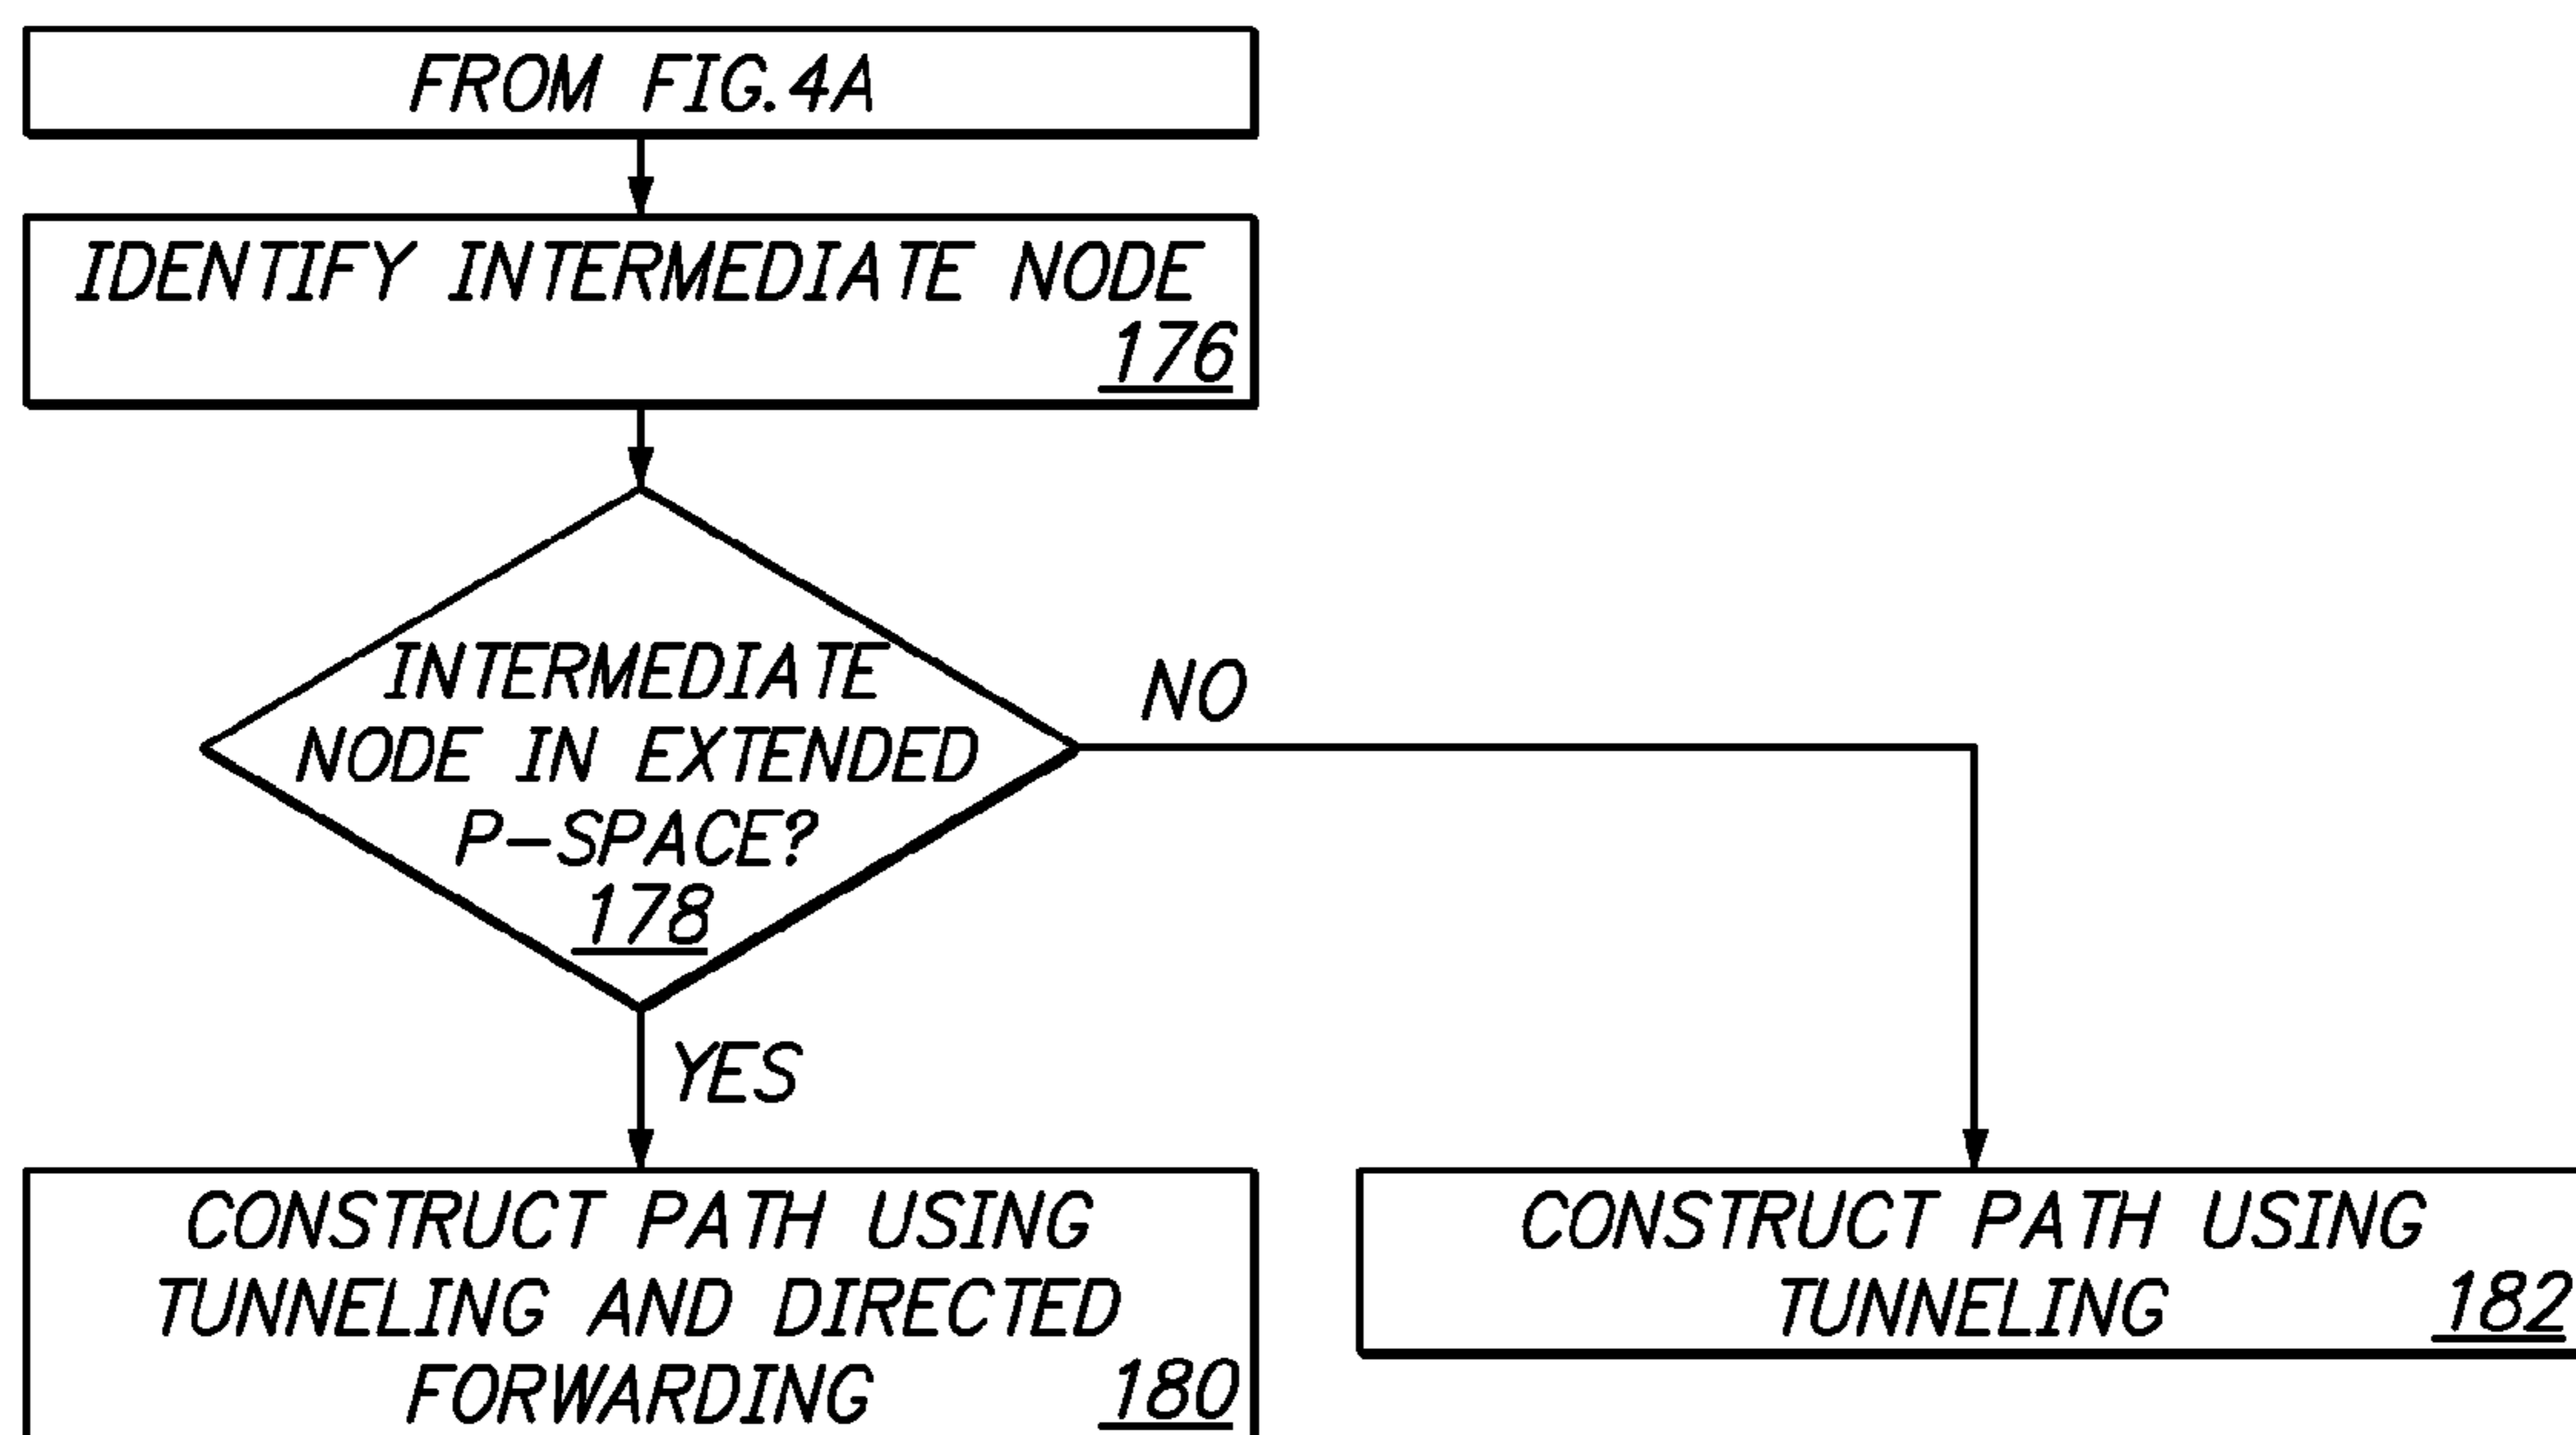 FROM FIG.4A
IDENTIFY INTERMEDIATE NODE
176
INTERMEDIATE
NODE IN EXTENDED
P-SPACE?
178
NO
YES
CONSTRUCT PATH USING
TUNNELING AND DIRECTED
FORWARDING 180
CONSTRUCT PATH USING
TUNNELING 182